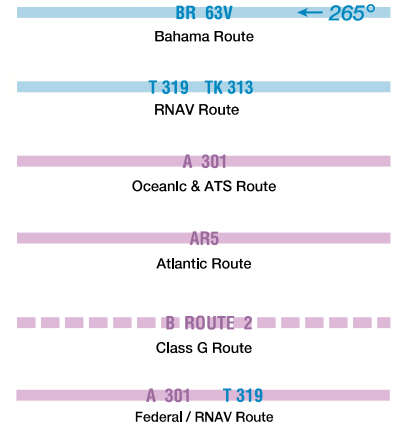 BR 63V ← 265°
Bahama Route
T 319 TK 313
RNAV Route
A 301
Oceanic & ATS Route
AR5
Atlantic Route
B ROUTE 2
Class G Route
A 301 T 319
Federal / RNAV Route